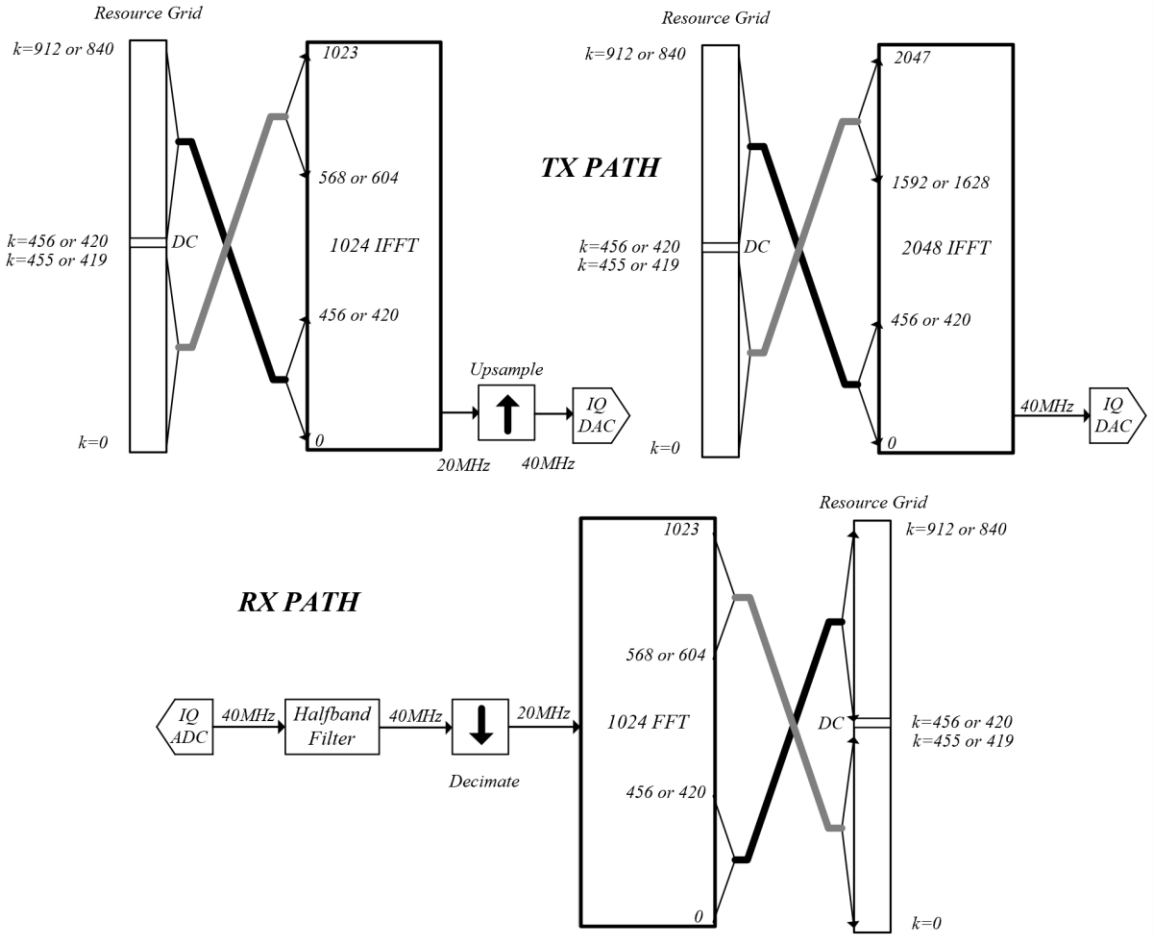 Resource Grid
k=912 or 840
k=456 or 420
k=455 or 419
k=0
DC
1023
568 or 604
1024 IFFT
456 or 420
0
20MHz
Upsample
40MHz
IQ
DAC
TX PATH
Resource Grid
k=912 or 840
k=456 or 420
k=455 or 419
k=0
DC
2047
1592 or 1628
2048 IFFT
456 or 420
0
40MHz
IQ
DAC
RX PATH
IQ
ADC
40MHz
Halfband
Filter
40MHz
Decimate
20MHz
1023
568 or 604
1024 FFT
456 or 420
0
Resource Grid
DC
k=912 or 840
k=456 or 420
k=455 or 419
k=0